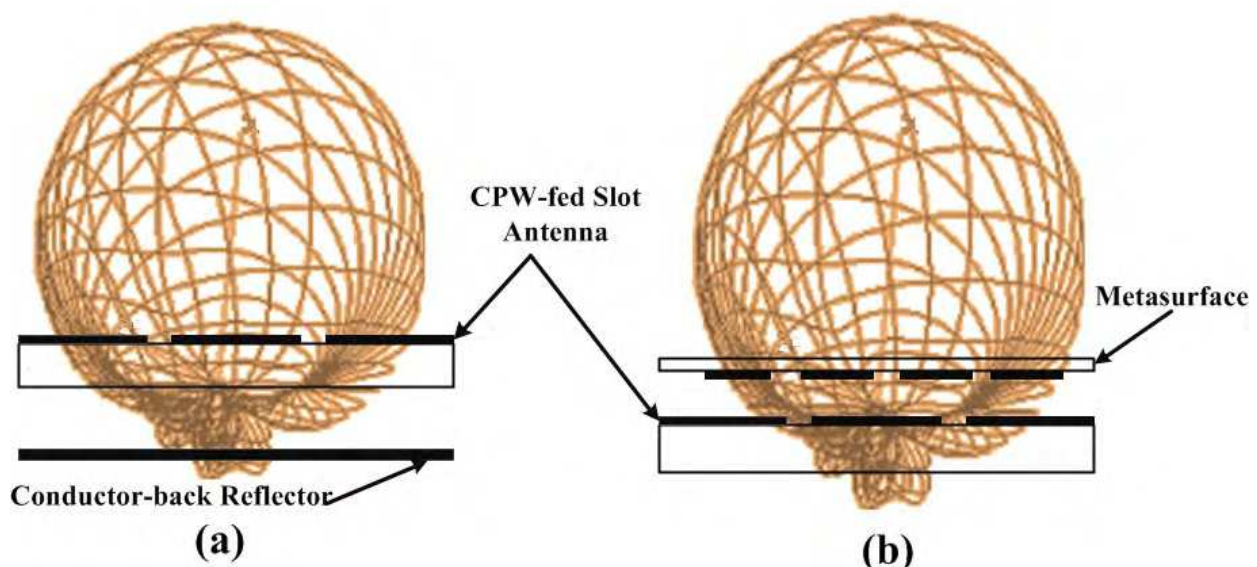 CPW-fed Slot
Antenna
Metasurface
Conductor-back Reflector
(a)
(b)